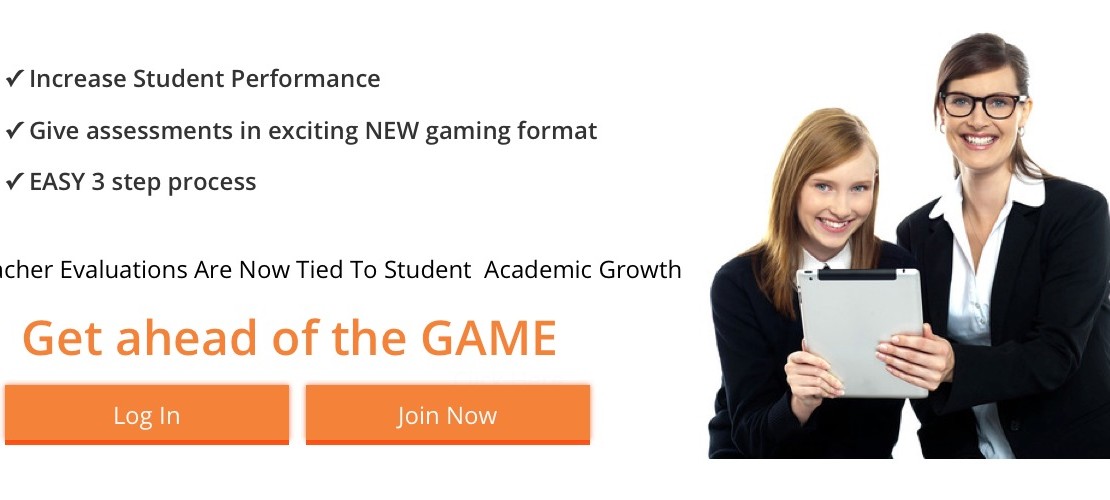 ✓ Increase Student Performance
✓ Give assessments in exciting NEW gaming format
✓ EASY 3 step process
Evaluations Are Now Tied To Student Academic Growth
Get ahead of the GAME
Log In
Join Now